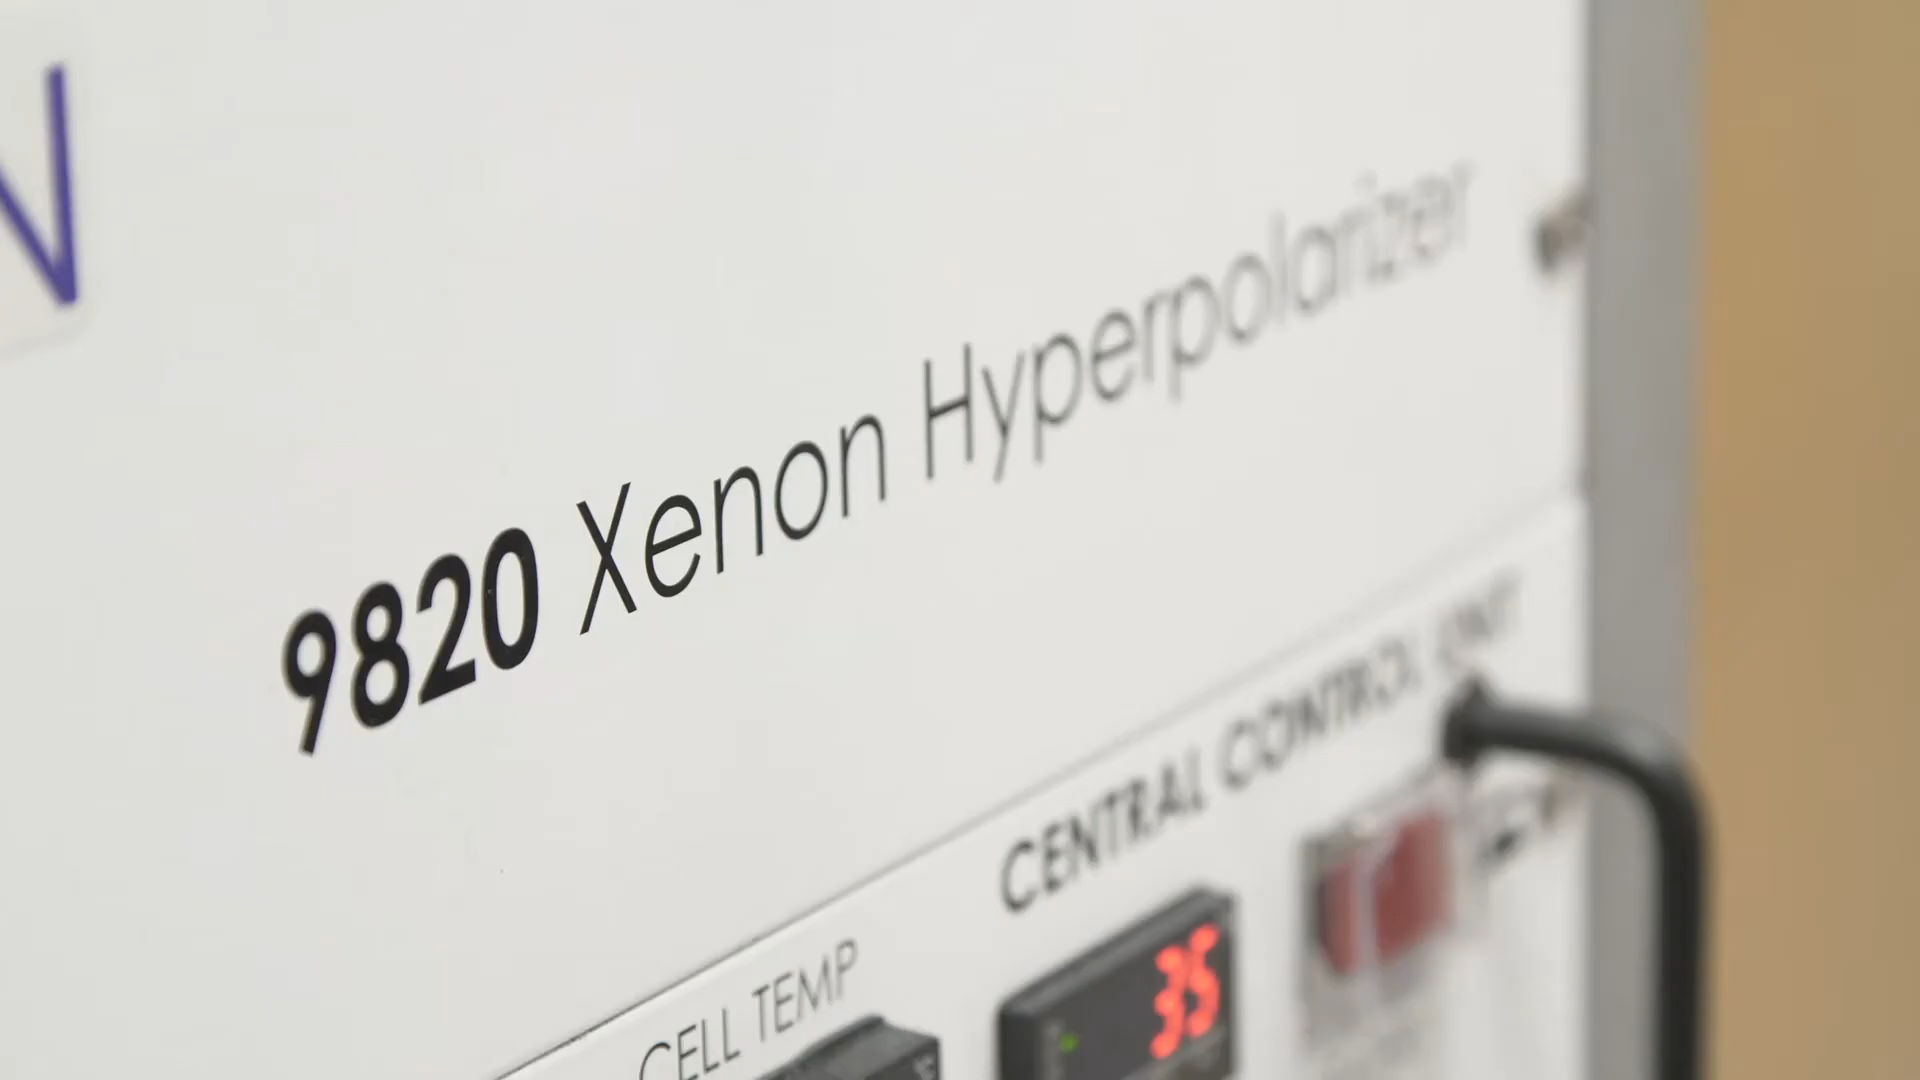 N
9820 Xenon Hyperpolarizer
CENTRAL CONTROL UNIT
CELL TEMP
35